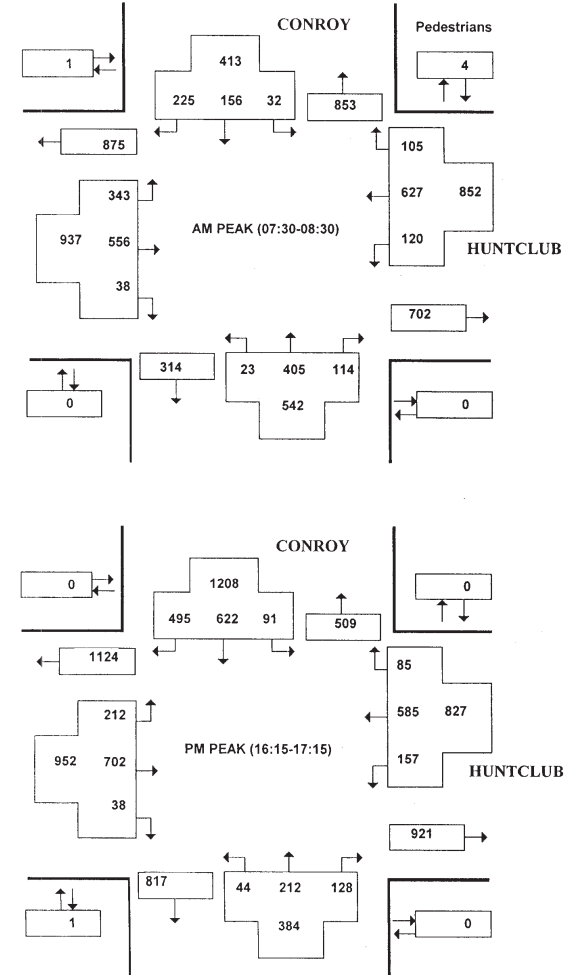 CONROY
Pedestrians
1
413
4
225 156 32
853
875
105
343
627 852
AM PEAK (07:30-08:30)
937 556
120
HUNTCLUB
38
702
314
23 405 114
0
542
0
CONROY
0
1208
0
495 622 91
509
1124
85
212
585 827
PM PEAK (16:15-17:15)
952 702
157
HUNTCLUB
38
921
817
44 212 128
1
384
0